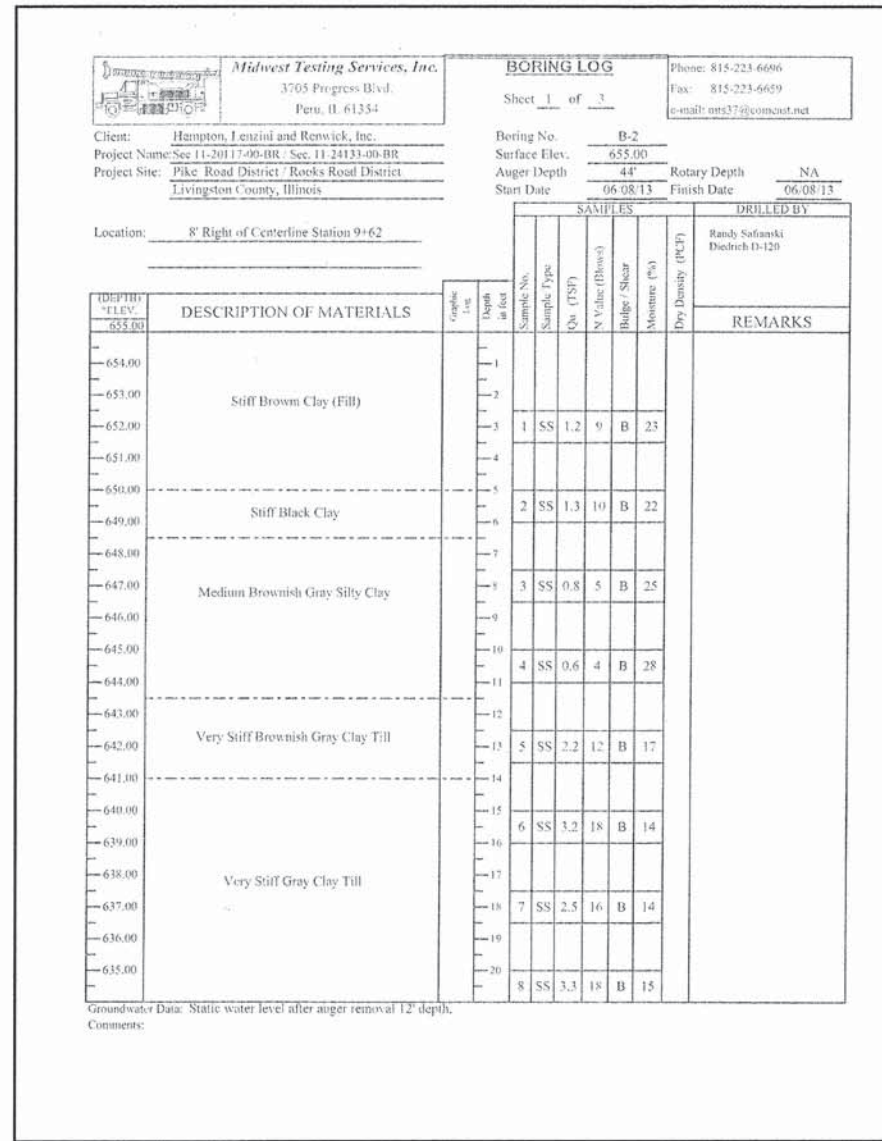 Midwest Testing Services, Inc.
3705 Progress Blvd.
Peru, IL 61354
BORING LOG
Sheet 1 of 3
Phone: 815-223-6696
Fax: 815-223-6659
e-mail: mts37@comcast.net
Client: Hampton, Lenzini and Renwick, Inc.
Project Name: Sec 11-20117-00-BR / Sec. 11-24133-00-BR
Project Site: Pike Road District / Rooks Road District
Livingston County, Illinois
Boring No. B-2
Surface Elev. 655.00
Auger Depth 44' Rotary Depth NA
Start Date 06/08/13 Finish Date 06/08/13
Location: 8' Right of Centerline Station 9+62
SAMPLES
DRILLED BY
Randy Safranski
Diedrich D-120
(DEPTH)
*ELEV.
655.00
DESCRIPTION OF MATERIALS
Graphic Log
Depth in feet
Sample No.
Sample Type
Qu (TSF)
N Value (Blows)
Bulge / Shear
Moisture (%)
Dry Density (PCF)
REMARKS
654.00 1
653.00 2
Stiff Browm Clay (Fill)
652.00 3 1 SS 1.2 9 B 23
651.00 4
650.00 5
Stiff Black Clay 2 SS 1.3 10 B 22
649.00 6
648.00 7
647.00 8 3 SS 0.8 5 B 25
Medium Brownish Gray Silty Clay
646.00 9
645.00 10
4 SS 0.6 4 B 28
644.00 11
643.00 12
Very Stiff Brownish Gray Clay Till
642.00 13 5 SS 2.2 12 B 17
641.00 14
640.00 15
6 SS 3.2 18 B 14
639.00 16
638.00 17
Very Stiff Gray Clay Till
637.00 18 7 SS 2.5 16 B 14
636.00 19
635.00 20
8 SS 3.3 18 B 15
Groundwater Data: Static water level after auger removal 12' depth,
Comments: